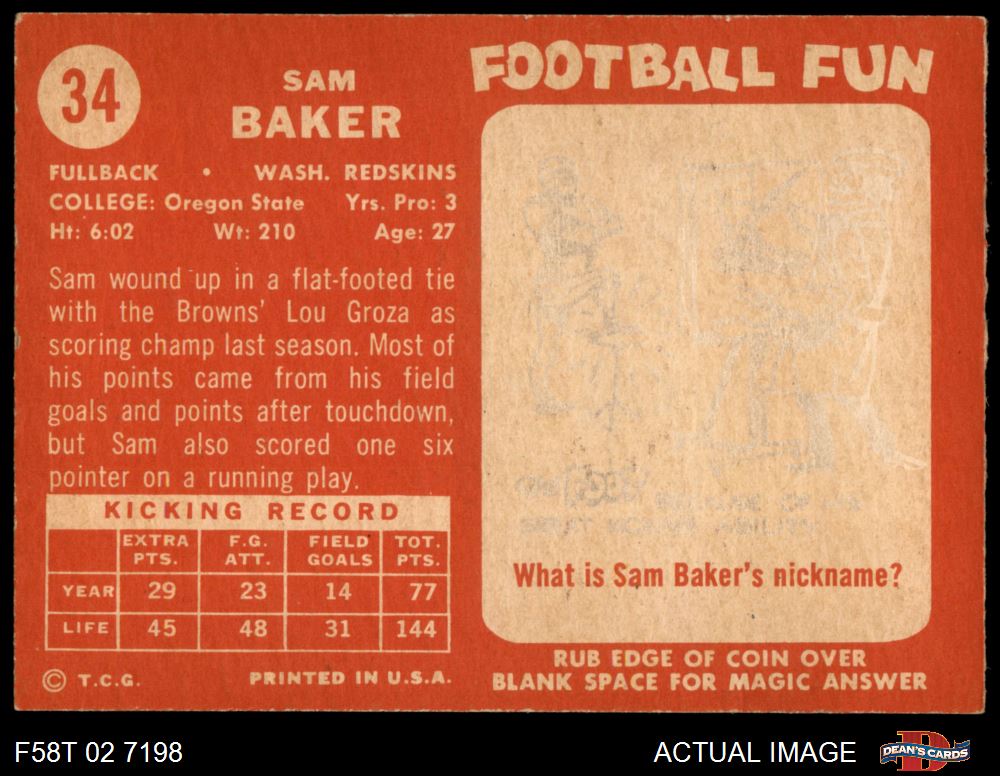 34
SAM
BAKER
FULLBACK • WASH. REDSKINS
COLLEGE: Oregon State Yrs. Pro: 3
Ht: 6:02 Wt: 210 Age: 27
Sam wound up in a flat-footed tie
with the Browns' Lou Groza as
scoring champ last season. Most of
his points came from his field
goals and points after touchdown,
but Sam also scored one six
pointer on a running play.
KICKING RECORD
EXTRA PTS. F.G. ATT. FIELD GOALS TOT. PTS.
YEAR 29 23 14 77
LIFE 45 48 31 144
© T.C.G. PRINTED IN U.S.A.
FOOTBALL FUN
What is Sam Baker's nickname?
RUB EDGE OF COIN OVER
BLANK SPACE FOR MAGIC ANSWER
F58T 02 7198
ACTUAL IMAGE
DEAN'S CARDS